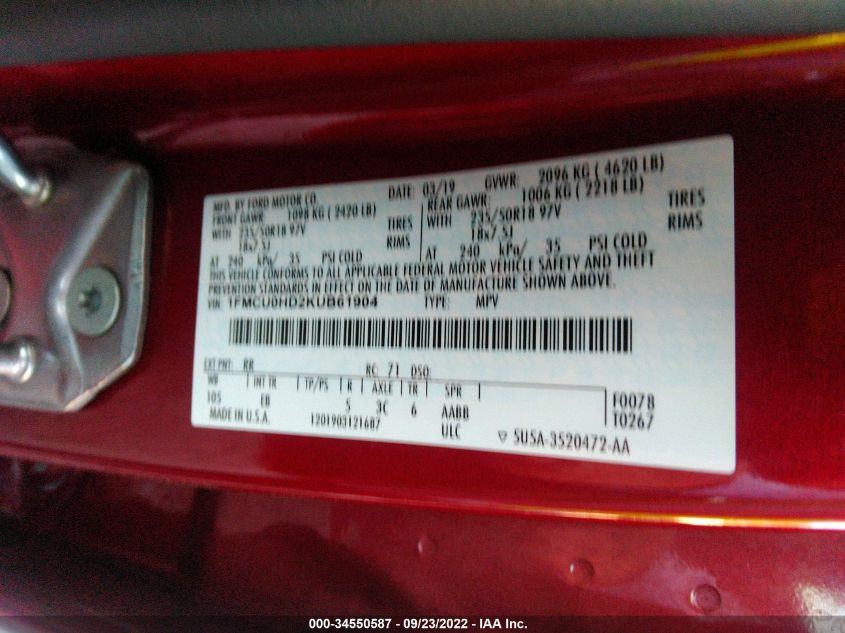 MFD. BY FORD MOTOR CO. DATE: 03/19 GVWR: 2096 KG ( 4620 LB)
FRONT GAWR: 1098 KG ( 2420 LB) REAR GAWR: 1006 KG ( 2218 LB)
WITH 235/50R18 97V TIRES WITH 235/50R18 97V TIRES
18x7.5J RIMS 18x7.5J RIMS
AT 240 kPa/ 35 PSI COLD AT 240 kPa/ 35 PSI COLD
THIS VEHICLE CONFORMS TO ALL APPLICABLE FEDERAL MOTOR VEHICLE SAFETY AND THEFT
PREVENTION STANDARDS IN EFFECT ON THE DATE OF MANUFACTURE SHOWN ABOVE.
VIN: 1FMCU0HD2KUB61904 TYPE: MPV
EXT PNT: RR RC: 71 DSO:
WB INT TR TP/PS R AXLE TR SPR
105 EB 5 3C 6 AABB F0078
MADE IN U.S.A. 1201903121687 ULC T0267
▽ 5U5A-3520472-AA
000-34550587 - 09/23/2022 - IAA Inc.